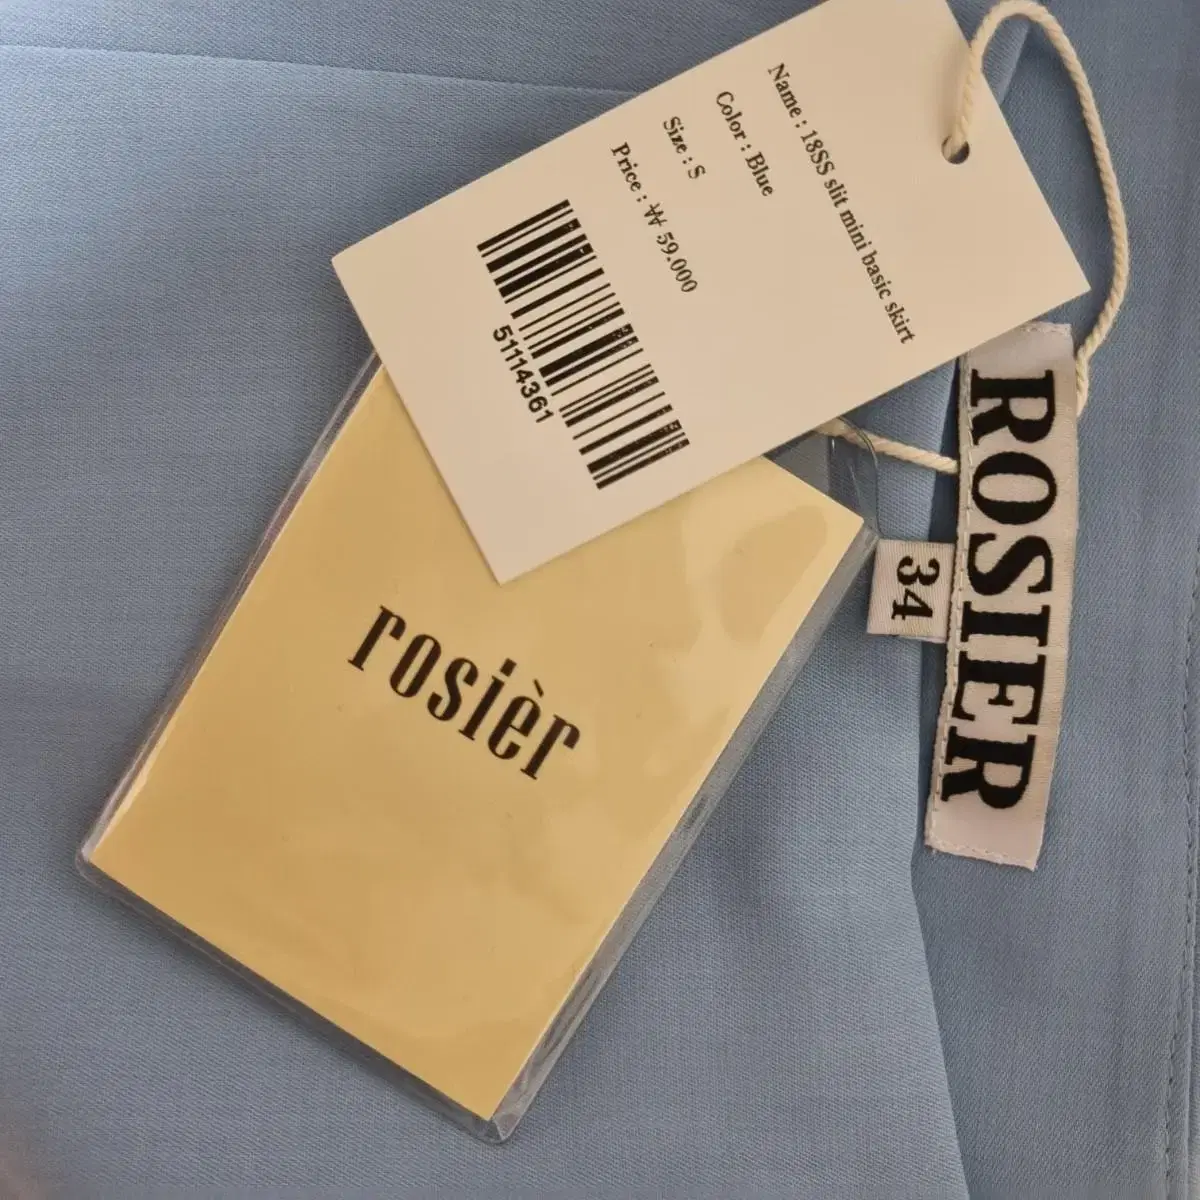 Name : 18SS slit mini basic skirt
Color : Blue
Size : S
Price : ₩ 59.000
51114361
rosièr
ROSIER
34